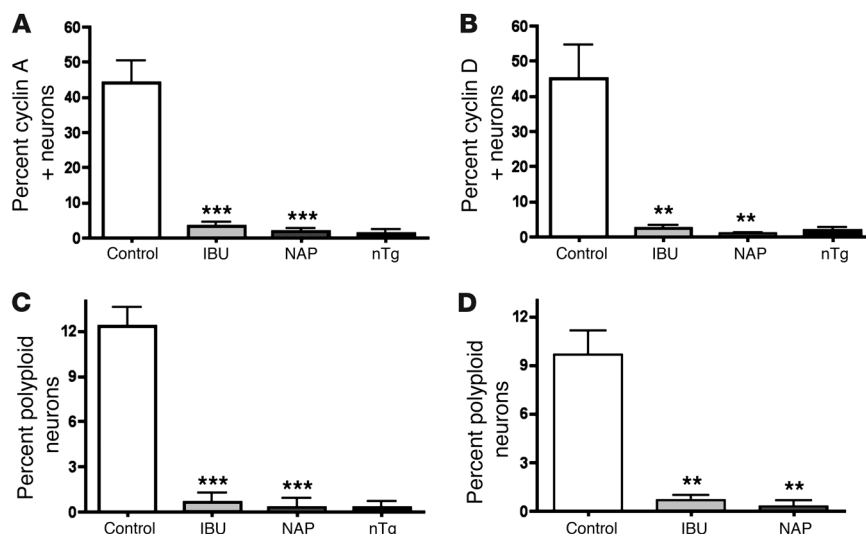 A
Percent cyclin A
+ neurons
60
50
40
30
20
10
0
***
***
Control IBU NAP nTg
B
Percent cyclin D
+ neurons
60
50
40
30
20
10
0
**
**
Control IBU NAP nTg
C
Percent polyploid
neurons
12
9
6
3
0
***
***
Control IBU NAP nTg
D
Percent polyploid
neurons
12
9
6
3
0
**
**
Control IBU NAP